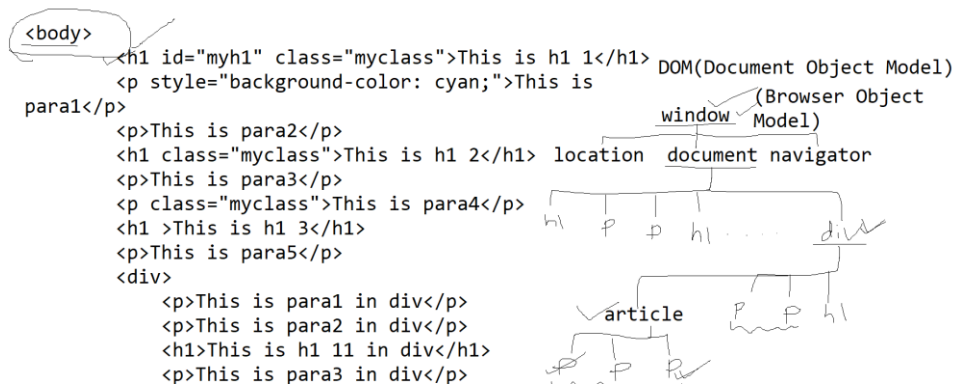 <body>
<h1 id="myh1" class="myclass">This is h1 1</h1>
<p style="background-color: cyan;">This is
para1</p>
<p>This is para2</p>
<h1 class="myclass">This is h1 2</h1>
<p>This is para3</p>
<p class="myclass">This is para4</p>
<h1 >This is h1 3</h1>
<p>This is para5</p>
<div>
<p>This is para1 in div</p>
<p>This is para2 in div</p>
<h1>This is h1 11 in div</h1>
<p>This is para3 in div</p>
DOM(Document Object Model)
(Browser Object
window Model)
location document navigator
h1 p p h1 ..... div
article p p h1
p p p